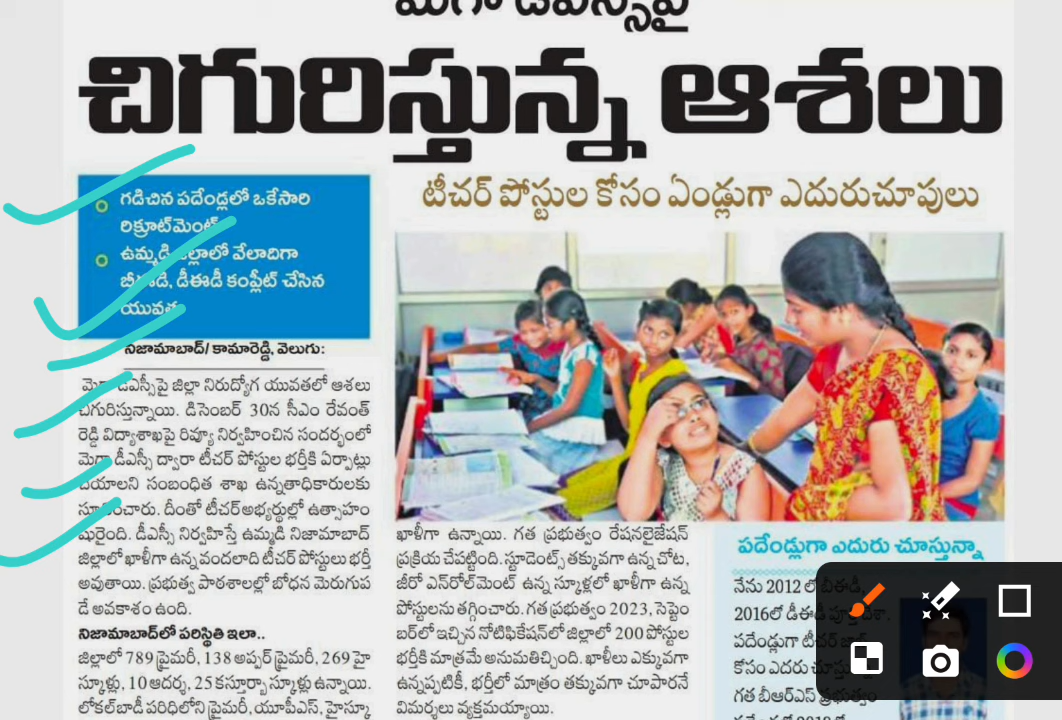 మెగా డీఎస్సీపై
చిగురిస్తున్న ఆశలు
టీచర్ పోస్టుల కోసం ఏండ్లుగా ఎదురుచూపులు
గడిచిన పదేండ్లలో ఒకేసారి
రిక్రూట్‌మెంట్
ఉమ్మడి జిల్లాలో వేలాదిగా
బీఈడీ, డీఈడీ కంప్లీట్ చేసిన
యువత
నిజామాబాద్/ కామారెడ్డి, వెలుగు:
మెగా డీఎస్సీపై జిల్లా నిరుద్యోగ యువతలో ఆశలు
చిగురిస్తున్నాయి. డిసెంబర్ 30న సీఎం రేవంత్
రెడ్డి విద్యాశాఖపై రివ్యూ నిర్వహించిన సందర్భంలో
మెగా డీఎస్సీ ద్వారా టీచర్ పోస్టుల భర్తీకి ఏర్పాట్లు
చేయాలని సంబంధిత శాఖ ఉన్నతాధికారులకు
సూచించారు. దీంతో టీచర్ అభ్యర్థుల్లో ఉత్సాహం
షురైంది. డీఎస్సీ నిర్వహిస్తే ఉమ్మడి నిజామాబాద్
జిల్లాలో ఖాళీగా ఉన్న వందలాది టీచర్ పోస్టులు భర్తీ
అవుతాయి. ప్రభుత్వ పాఠశాలల్లో బోధన మెరుగుప
డే అవకాశం ఉంది.
నిజామాబాద్‌లో పరిస్థితి ఇలా..
జిల్లాలో 789 ప్రైమరీ, 138 అప్పర్ ప్రైమరీ, 269 హై
స్కూళ్లు, 10 ఆదర్శ, 25 కస్తూర్బా స్కూళ్లు ఉన్నాయి.
లోకల్‌బాడీ పరిధిలోని ప్రైమరీ, యూపీఎస్, హైస్కూ
ఖాళీగా ఉన్నాయి. గత ప్రభుత్వం రేషనలైజేషన్
ప్రక్రియ చేపట్టింది. స్టూడెంట్స్ తక్కువగా ఉన్న చోట,
జీరో ఎన్‌రోల్‌మెంట్ ఉన్న స్కూళ్లలో ఖాళీగా ఉన్న
పోస్టులను తగ్గించారు. గత ప్రభుత్వం 2023, సెప్టెం
బర్‌లో ఇచ్చిన నోటిఫికేషన్‌లో జిల్లాలో 200 పోస్టుల
భర్తీకి మాత్రమే అనుమతిచ్చింది. ఖాళీలు ఎక్కువగా
ఉన్నప్పటికీ, భర్తీలో మాత్రం తక్కువగా చూపారనే
విమర్శలు వ్యక్తమయ్యాయి.
పదేండ్లుగా ఎదురు చూస్తున్నా
నేను 2012 లో బీఈడీ,
2016లో డీఈడీ పూర్తి చేశా.
పదేండ్లుగా టీచర్
కోసం ఎదురు
గత బీఆర్ఎస్ ప్రభుత్వం